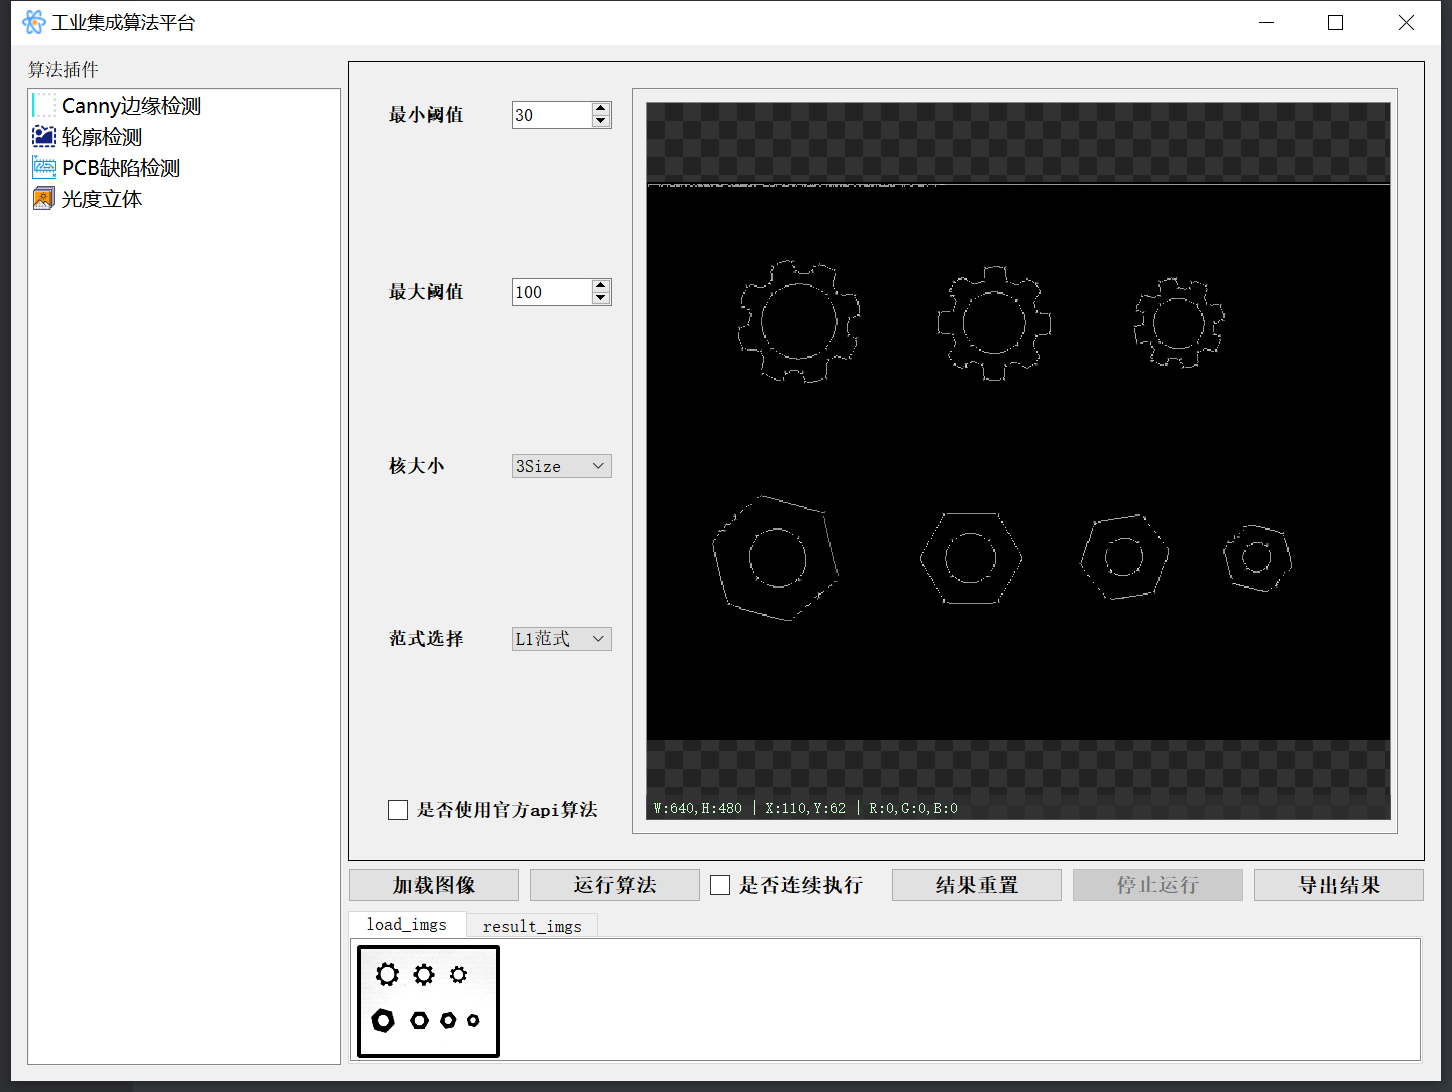 工业集成算法平台
算法插件
Canny边缘检测
轮廓检测
PCB缺陷检测
光度立体
最小阈值
30
最大阈值
100
核大小
3Size
范式选择
L1范式
是否使用官方api算法
W:640,H:480 | X:110,Y:62 | R:0,G:0,B:0
加载图像
运行算法
是否连续执行
结果重置
停止运行
导出结果
load_imgs
result_imgs